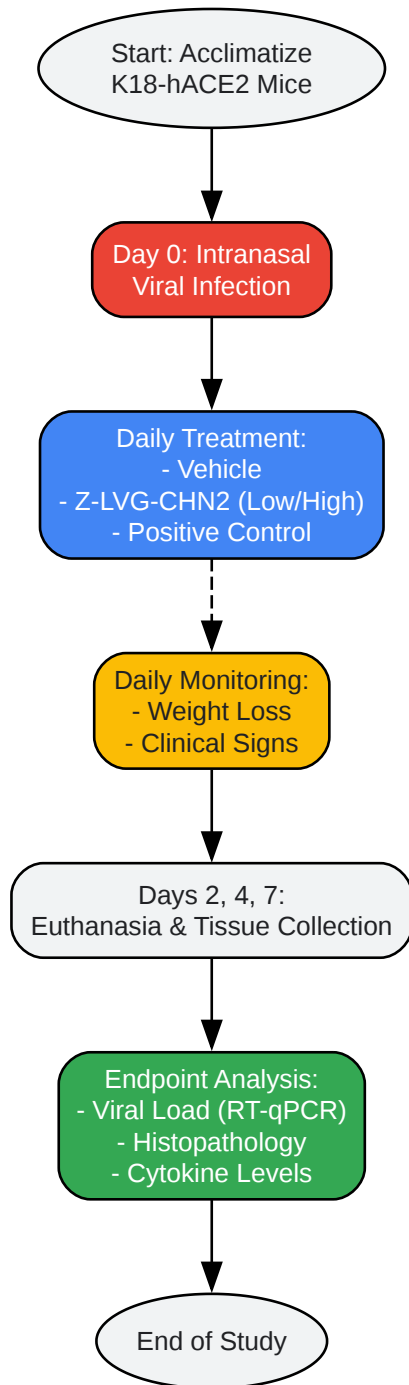 Start: Acclimatize
K18-hACE2 Mice
Day 0: Intranasal
Viral Infection
Daily Treatment:
- Vehicle
- Z-LVG-CHN2 (Low/High)
- Positive Control
Daily Monitoring:
- Weight Loss
- Clinical Signs
Days 2, 4, 7:
Euthanasia & Tissue Collection
Endpoint Analysis:
- Viral Load (RT-qPCR)
- Histopathology
- Cytokine Levels
End of Study